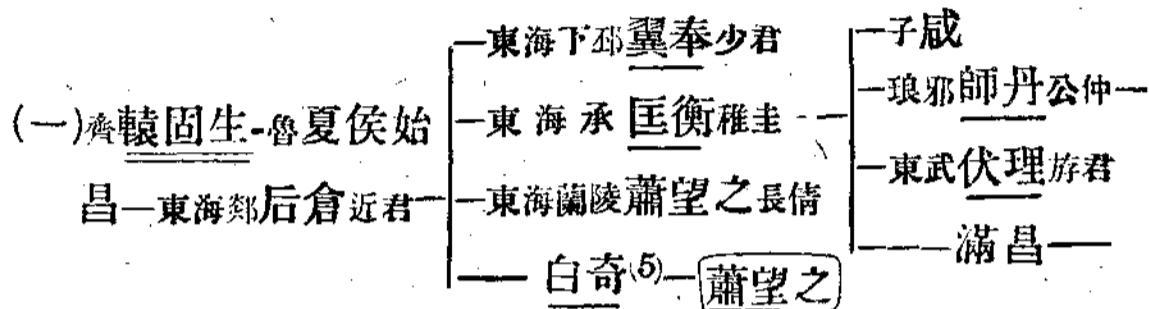 —東海下邳翼奉少君
—子咸
—琅邪師丹公仲—
(一)齊轅固生-魯夏侯始
—東海承匡衡稚圭—
—東武伏理斿君
昌—東海郯后倉近君—
—東海蘭陵蕭望之長倩
———滿昌——
——白奇(5)—蕭望之